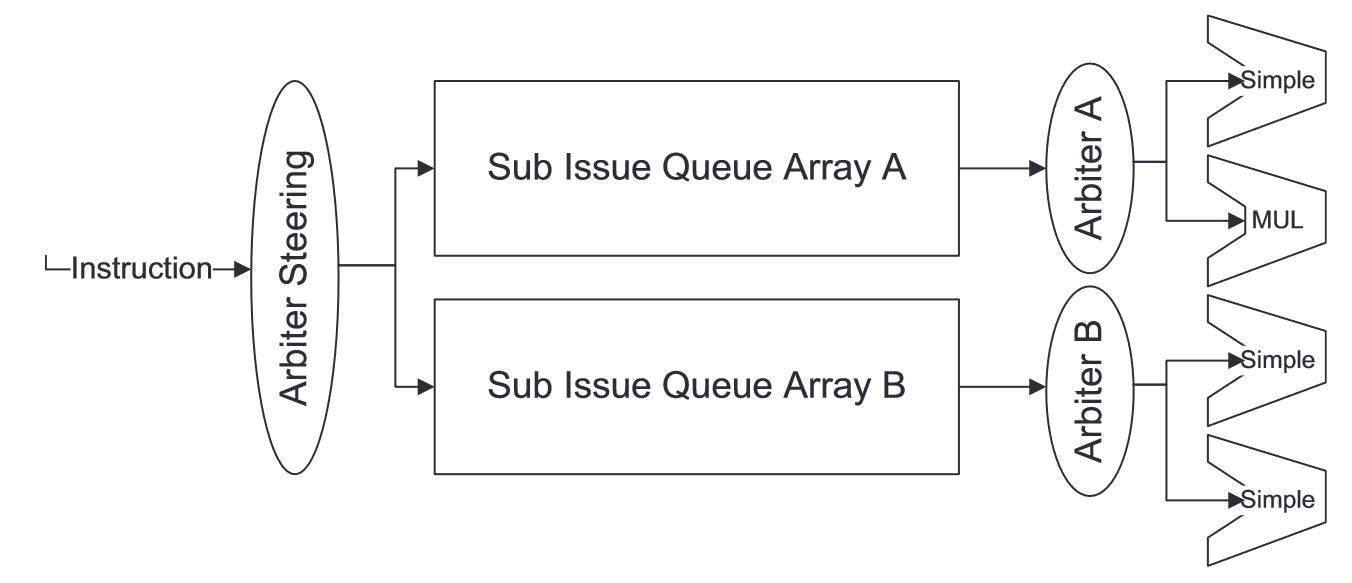 Instruction
Arbiter Steering
Sub Issue Queue Array A
Sub Issue Queue Array B
Arbiter A
Arbiter B
Simple
MUL
Simple
Simple